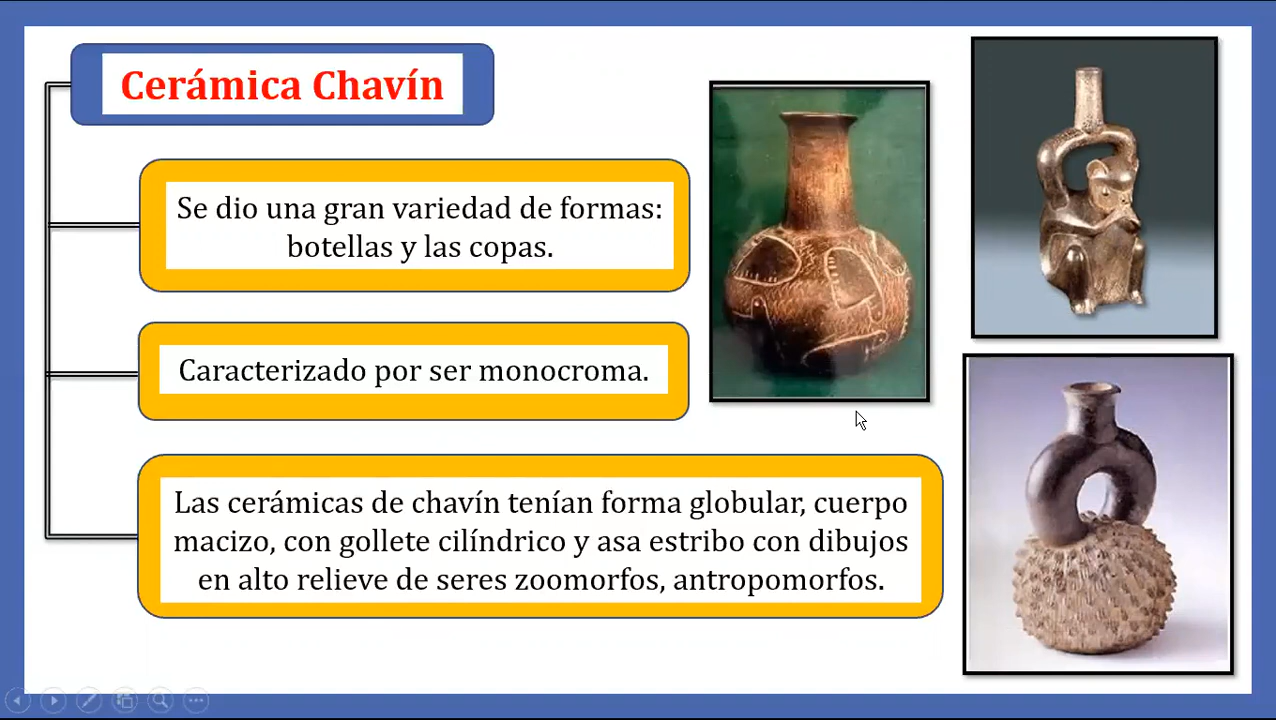 Cerámica Chavín
Se dio una gran variedad de formas:
botellas y las copas.
Caracterizado por ser monocroma.
Las cerámicas de chavín tenían forma globular, cuerpo
macizo, con gollete cilíndrico y asa estribo con dibujos
en alto relieve de seres zoomorfos, antropomorfos.